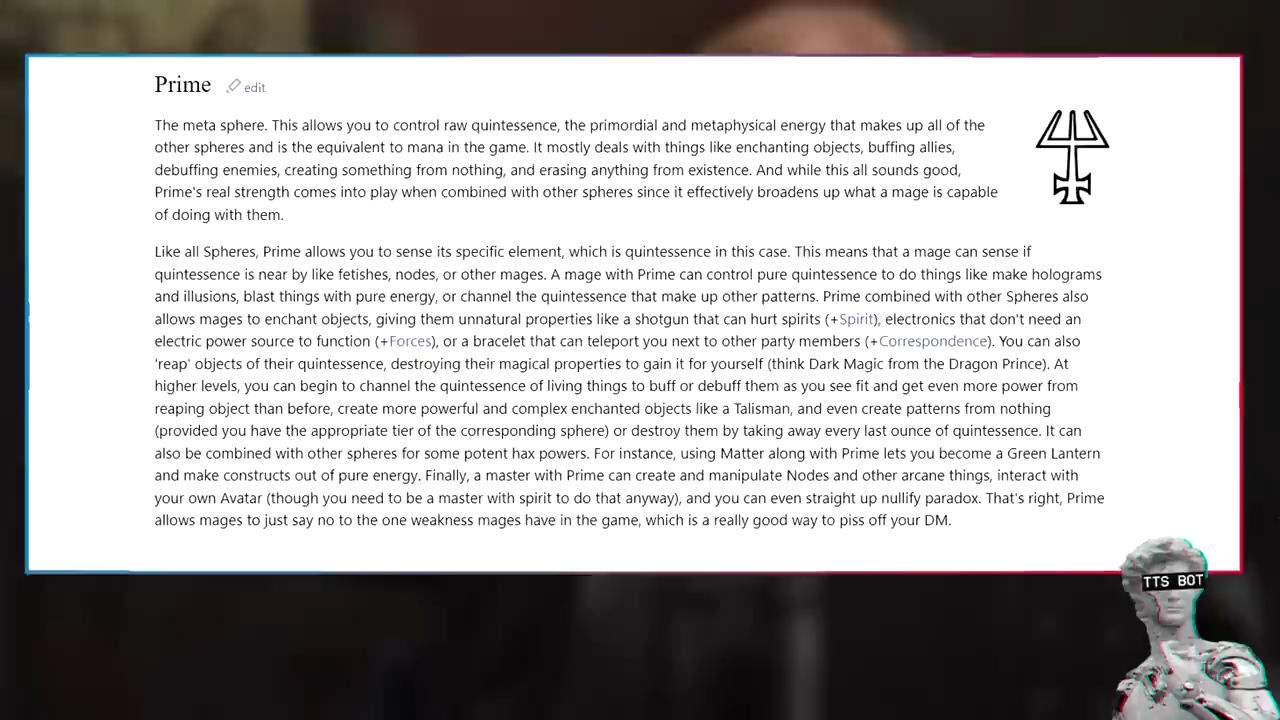 Prime edit
The meta sphere. This allows you to control raw quintessence, the primordial and metaphysical energy that makes up all of the
other spheres and is the equivalent to mana in the game. It mostly deals with things like enchanting objects, buffing allies,
debuffing enemies, creating something from nothing, and erasing anything from existence. And while this all sounds good,
Prime's real strength comes into play when combined with other spheres since it effectively broadens up what a mage is capable
of doing with them.
Like all Spheres, Prime allows you to sense its specific element, which is quintessence in this case. This means that a mage can sense if
quintessence is near by like fetishes, nodes, or other mages. A mage with Prime can control pure quintessence to do things like make holograms
and illusions, blast things with pure energy, or channel the quintessence that make up other patterns. Prime combined with other Spheres also
allows mages to enchant objects, giving them unnatural properties like a shotgun that can hurt spirits (+Spirit), electronics that don't need an
electric power source to function (+Forces), or a bracelet that can teleport you next to other party members (+Correspondence). You can also
'reap' objects of their quintessence, destroying their magical properties to gain it for yourself (think Dark Magic from the Dragon Prince). At
higher levels, you can begin to channel the quintessence of living things to buff or debuff them as you see fit and get even more power from
reaping object than before, create more powerful and complex enchanted objects like a Talisman, and even create patterns from nothing
(provided you have the appropriate tier of the corresponding sphere) or destroy them by taking away every last ounce of quintessence. It can
also be combined with other spheres for some potent hax powers. For instance, using Matter along with Prime lets you become a Green Lantern
and make constructs out of pure energy. Finally, a master with Prime can create and manipulate Nodes and other arcane things, interact with
your own Avatar (though you need to be a master with spirit to do that anyway), and you can even straight up nullify paradox. That's right, Prime
allows mages to just say no to the one weakness mages have in the game, which is a really good way to piss off your DM.
TTS BOT